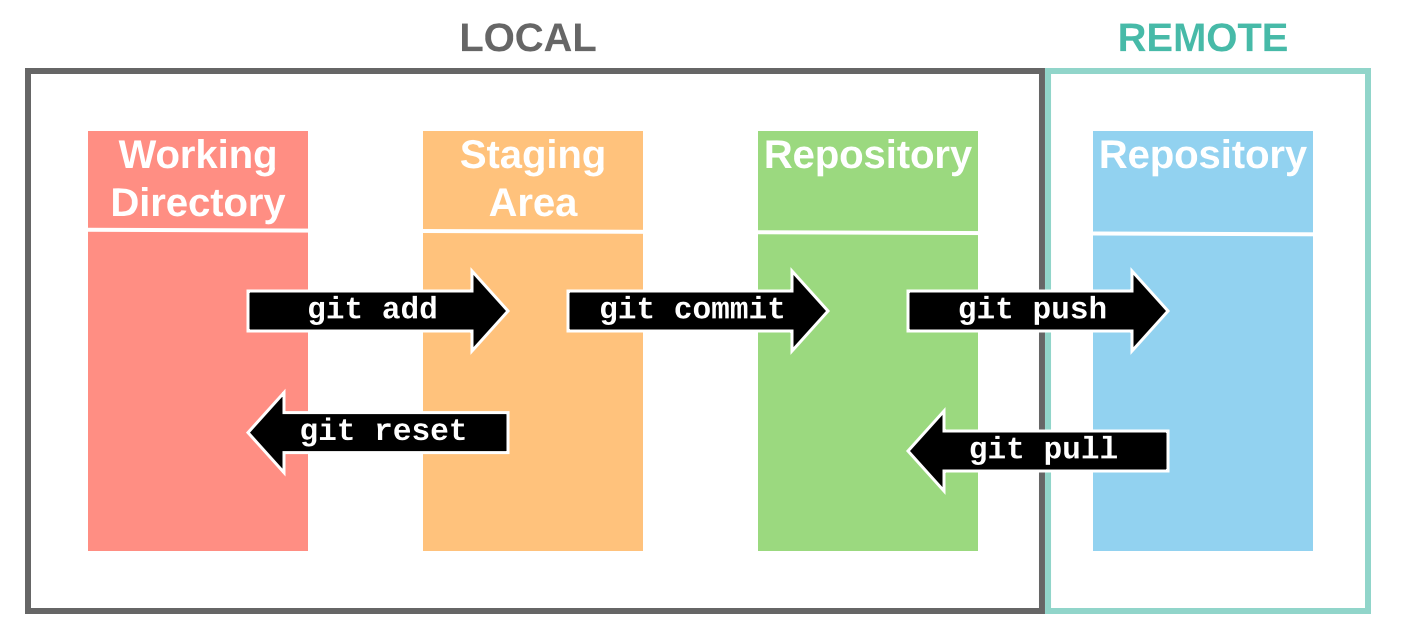 LOCAL
REMOTE
Working
Directory
Staging
Area
Repository
Repository
git add
git commit
git push
git reset
git pull